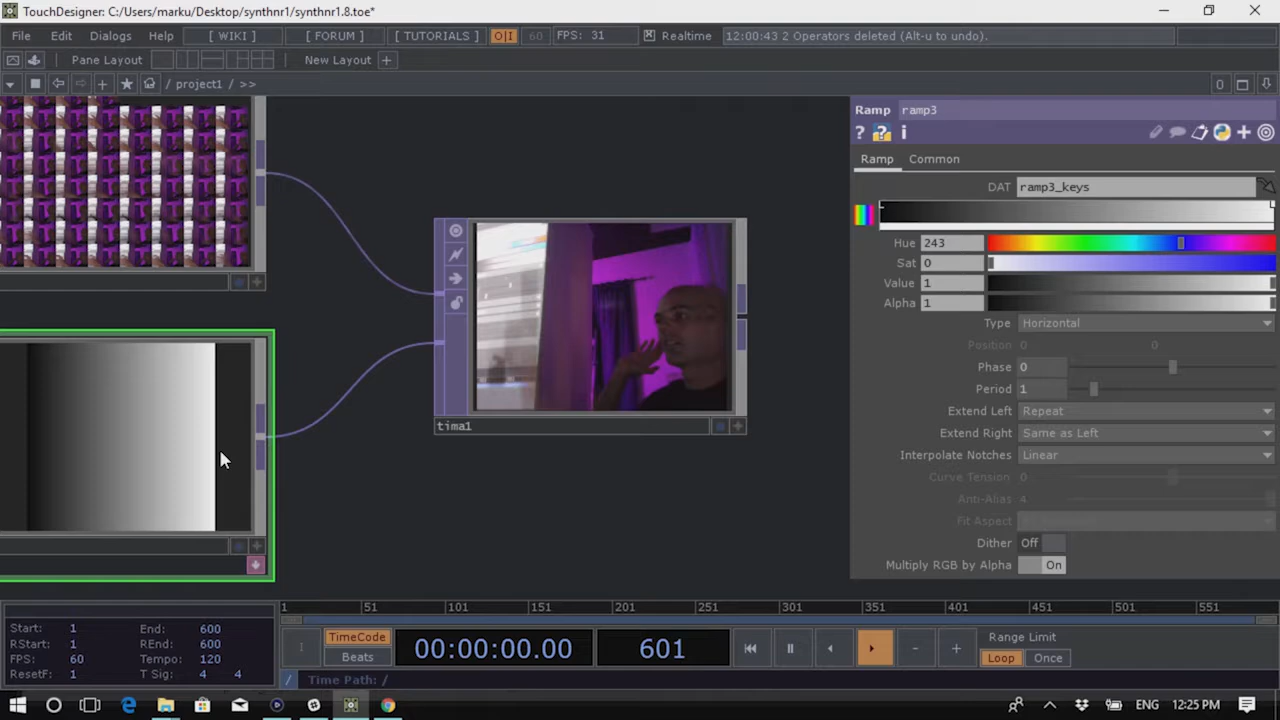 TouchDesigner: C:/Users/marku/Desktop/synthnr1/synthnr1.8.toe*
File Edit Dialogs Help [ WIKI ] [ FORUM ] [ TUTORIALS ] O|I 60 FPS: 31 Realtime 12:00:43 2 Operators deleted (Alt-u to undo).
Pane Layout New Layout +
/ project1 / >> 0
Ramp ramp3
Ramp Common
DAT ramp3_keys
Hue 243
Sat 0
Value 1
Alpha 1
Type Horizontal
Position 0 0
Phase 0
Period 1
Extend Left Repeat
Extend Right Same as Left
Interpolate Notches Linear
Curve Tension 0
Anti-Alias 4
Fit Aspect
Dither Off
Multiply RGB by Alpha On
tima1
1 51 101 151 201 251 301 351 401 451 501 551
Start: 1 End: 600
RStart: 1 REnd: 600
FPS: 60 Tempo: 120
ResetF: 1 T Sig: 4 4
TimeCode
Beats
00:00:00.00
601
Range Limit
Loop Once
/ Time Path: /
ENG 12:25 PM